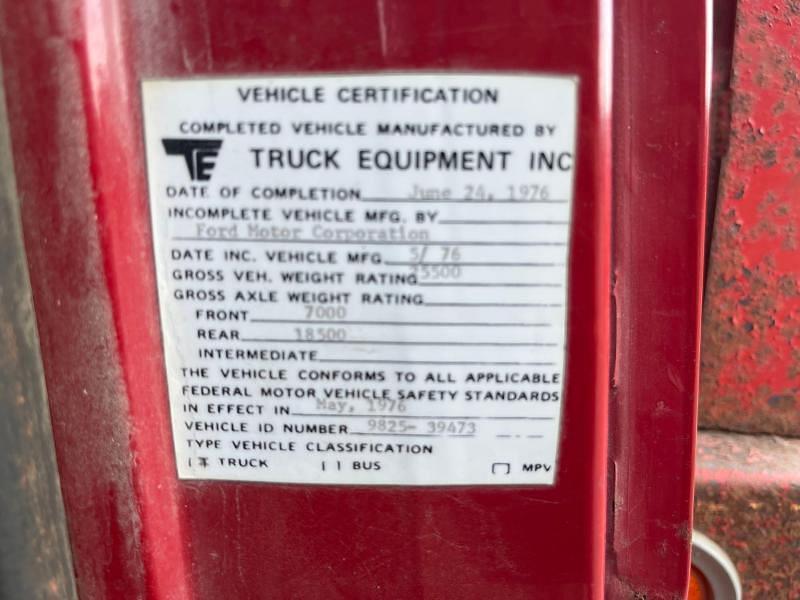 VEHICLE CERTIFICATION
COMPLETED VEHICLE MANUFACTURED BY
TE TRUCK EQUIPMENT INC
DATE OF COMPLETION June 24, 1976
INCOMPLETE VEHICLE MFG. BY
Ford Motor Corporation
DATE INC. VEHICLE MFG. 5/ 76
GROSS VEH. WEIGHT RATING 25500
GROSS AXLE WEIGHT RATING
FRONT 7000
REAR 18500
INTERMEDIATE
THE VEHICLE CONFORMS TO ALL APPLICABLE
FEDERAL MOTOR VEHICLE SAFETY STANDARDS
IN EFFECT IN May, 1976
VEHICLE ID NUMBER 9825- 39473
TYPE VEHICLE CLASSIFICATION
TRUCK BUS MPV